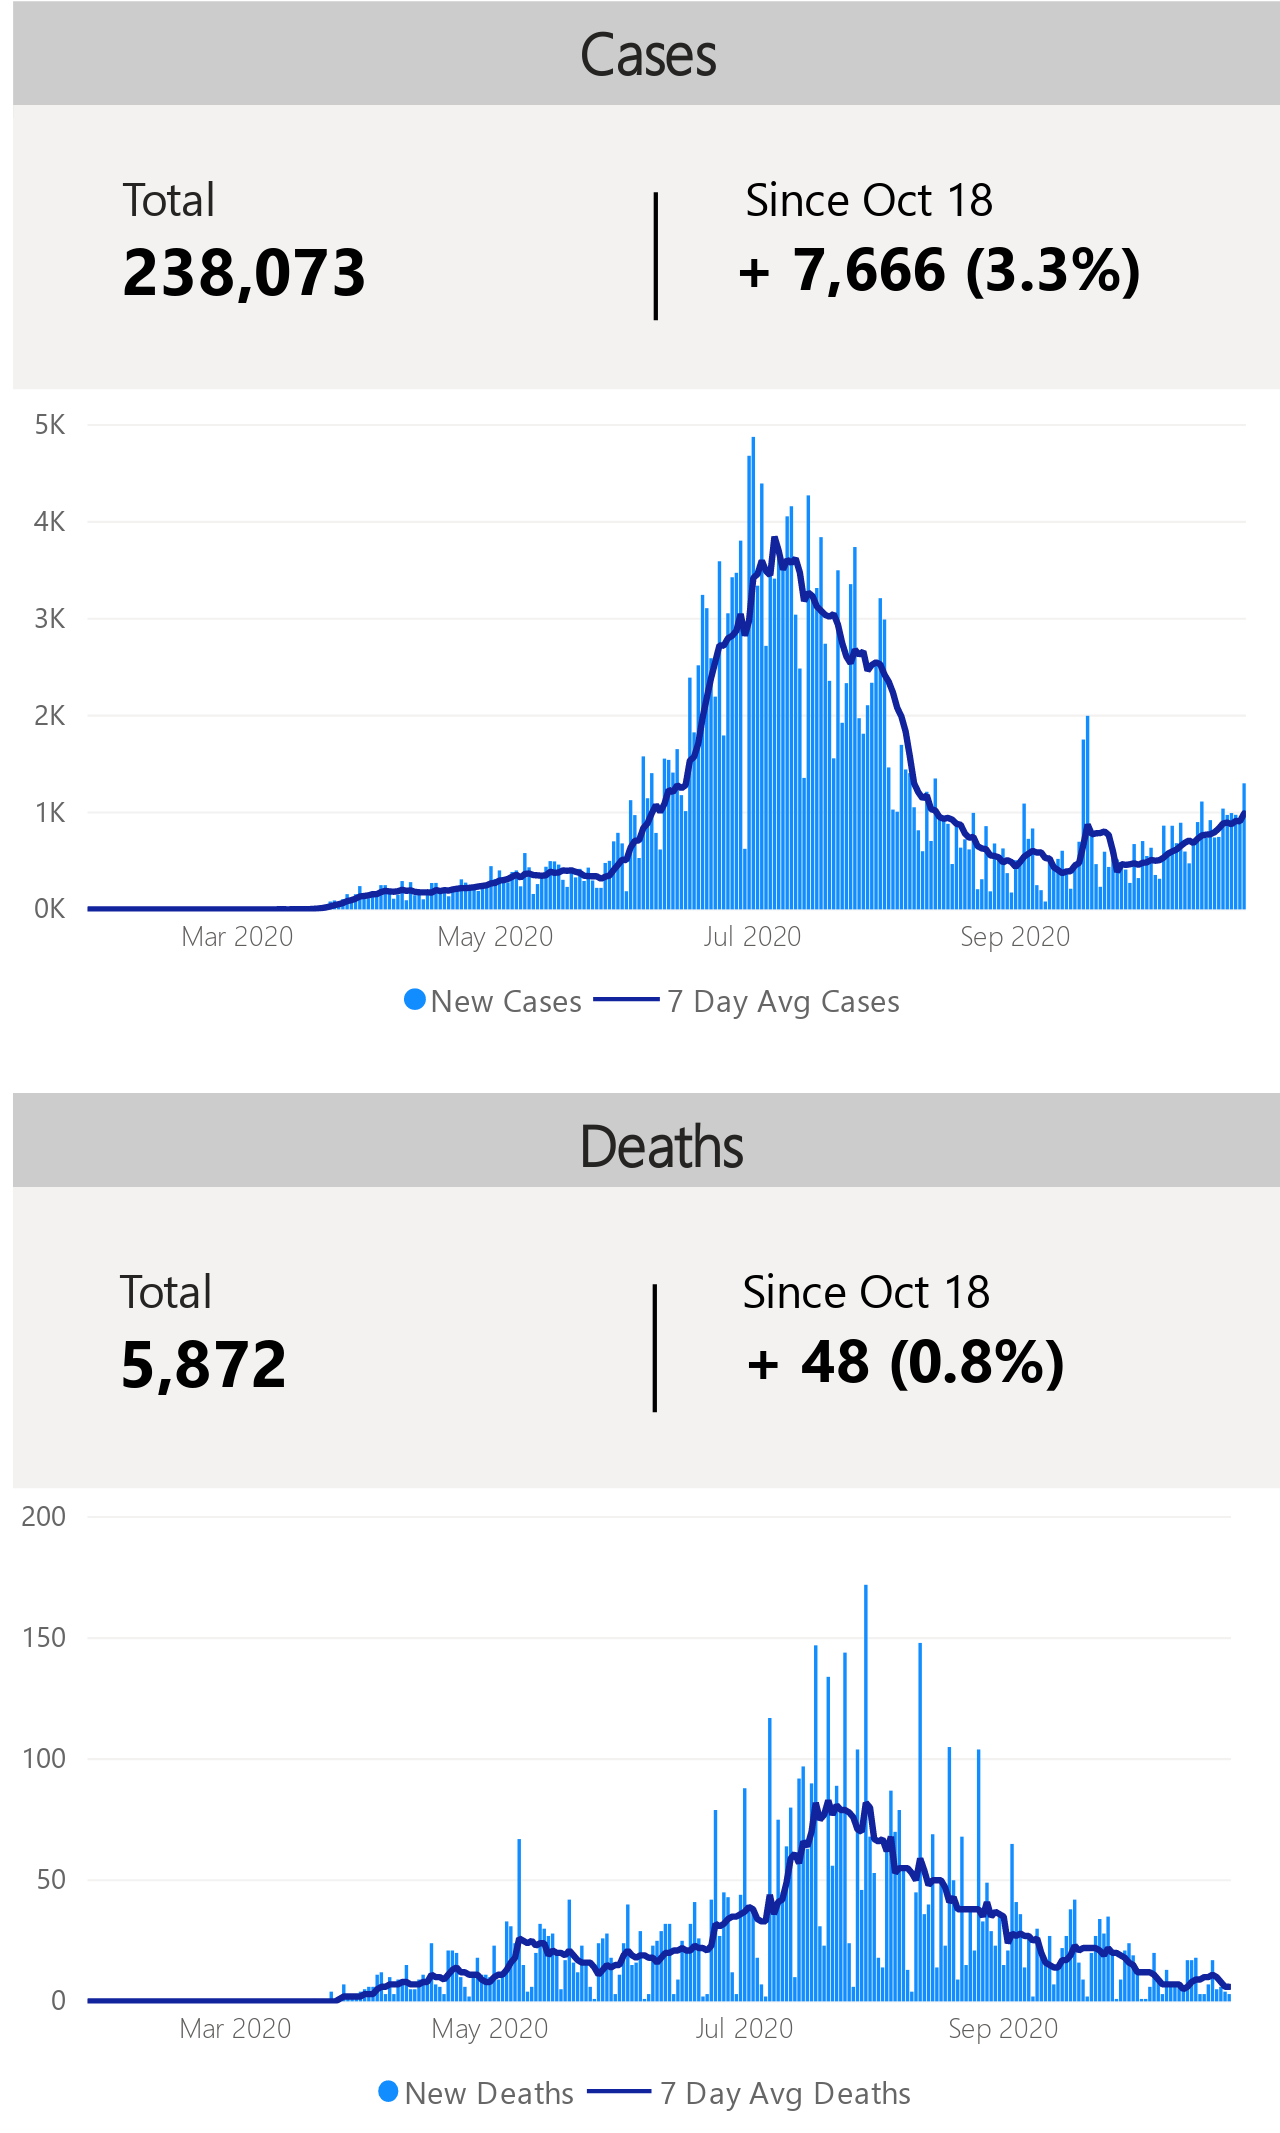 Cases
Total
Since Oct 18
238,073
+ 7,666 (3.3%)
5K
4K
3K
2K
1K
0K
Mar 2020
May 2020
Jul 2020
Sep 2020
New Cases
7 Day Avg Cases
Deaths
Total
Since Oct 18
5,872
+ 48 (0.8%)
200
150
100
50
0
Mar 2020
May 2020
Jul 2020
Sep 2020
New Deaths
7 Day Avg Deaths